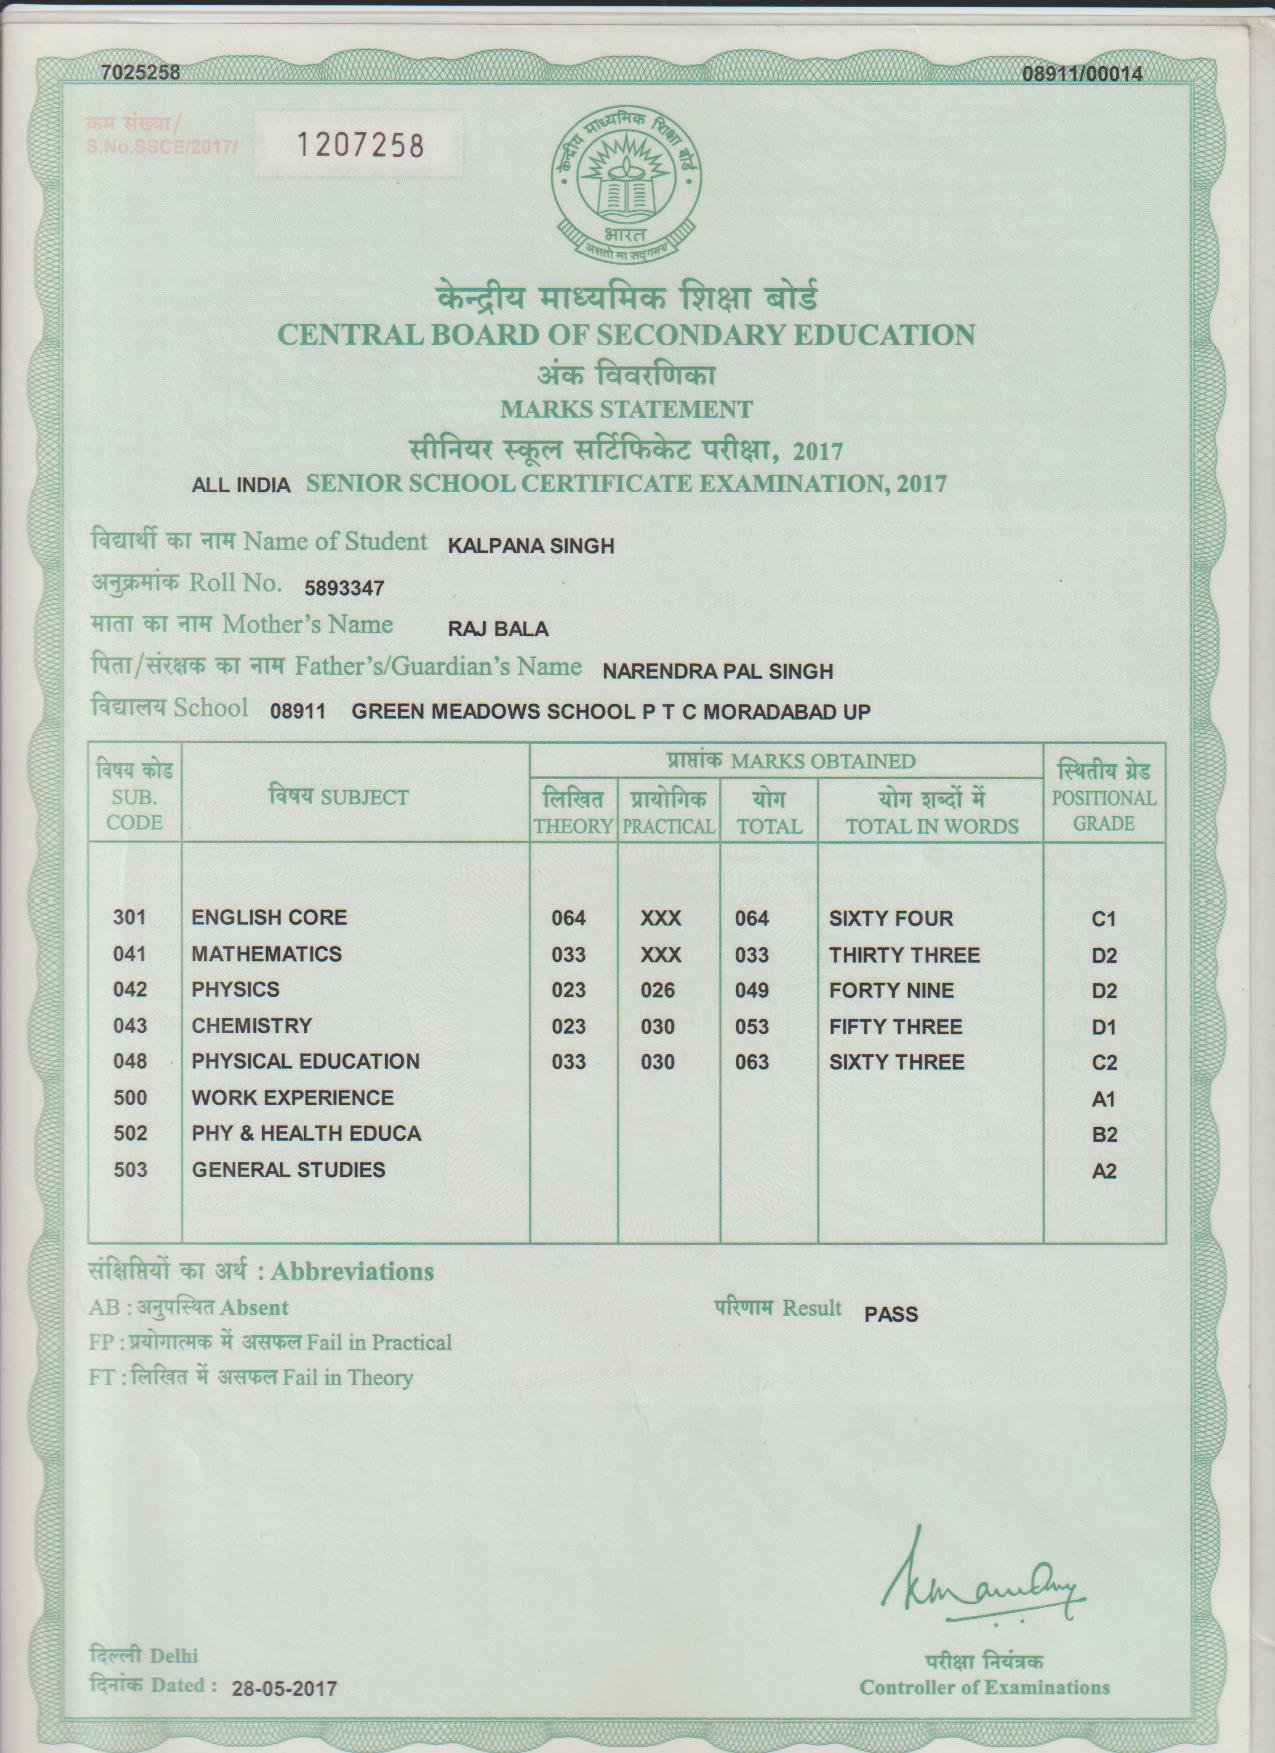 7025258 08911/00014
क्रम संख्या/
S.No.SSCE/2017/ 1207258
केन्द्रीय माध्यमिक शिक्षा बोर्ड
भारत
असतो मा सद्गमय
केन्द्रीय माध्यमिक शिक्षा बोर्ड
CENTRAL BOARD OF SECONDARY EDUCATION
अंक विवरणिका
MARKS STATEMENT
सीनियर स्कूल सर्टिफिकेट परीक्षा, 2017
ALL INDIA SENIOR SCHOOL CERTIFICATE EXAMINATION, 2017
विद्यार्थी का नाम Name of Student KALPANA SINGH
अनुक्रमांक Roll No. 5893347
माता का नाम Mother's Name RAJ BALA
पिता/संरक्षक का नाम Father's/Guardian's Name NARENDRA PAL SINGH
विद्यालय School 08911 GREEN MEADOWS SCHOOL P T C MORADABAD UP
विषय कोड SUB. CODE विषय SUBJECT प्राप्तांक MARKS OBTAINED स्थितीय ग्रेड POSITIONAL GRADE
लिखित THEORY प्रायोगिक PRACTICAL योग TOTAL योग शब्दों में TOTAL IN WORDS
301 ENGLISH CORE 064 XXX 064 SIXTY FOUR C1
041 MATHEMATICS 033 XXX 033 THIRTY THREE D2
042 PHYSICS 023 026 049 FORTY NINE D2
043 CHEMISTRY 023 030 053 FIFTY THREE D1
048 PHYSICAL EDUCATION 033 030 063 SIXTY THREE C2
500 WORK EXPERIENCE A1
502 PHY & HEALTH EDUCA B2
503 GENERAL STUDIES A2
संक्षिप्तियों का अर्थ : Abbreviations
AB : अनुपस्थित Absent परिणाम Result PASS
FP : प्रयोगात्मक में असफल Fail in Practical
FT : लिखित में असफल Fail in Theory
दिल्ली Delhi
दिनांक Dated : 28-05-2017
परीक्षा नियंत्रक
Controller of Examinations